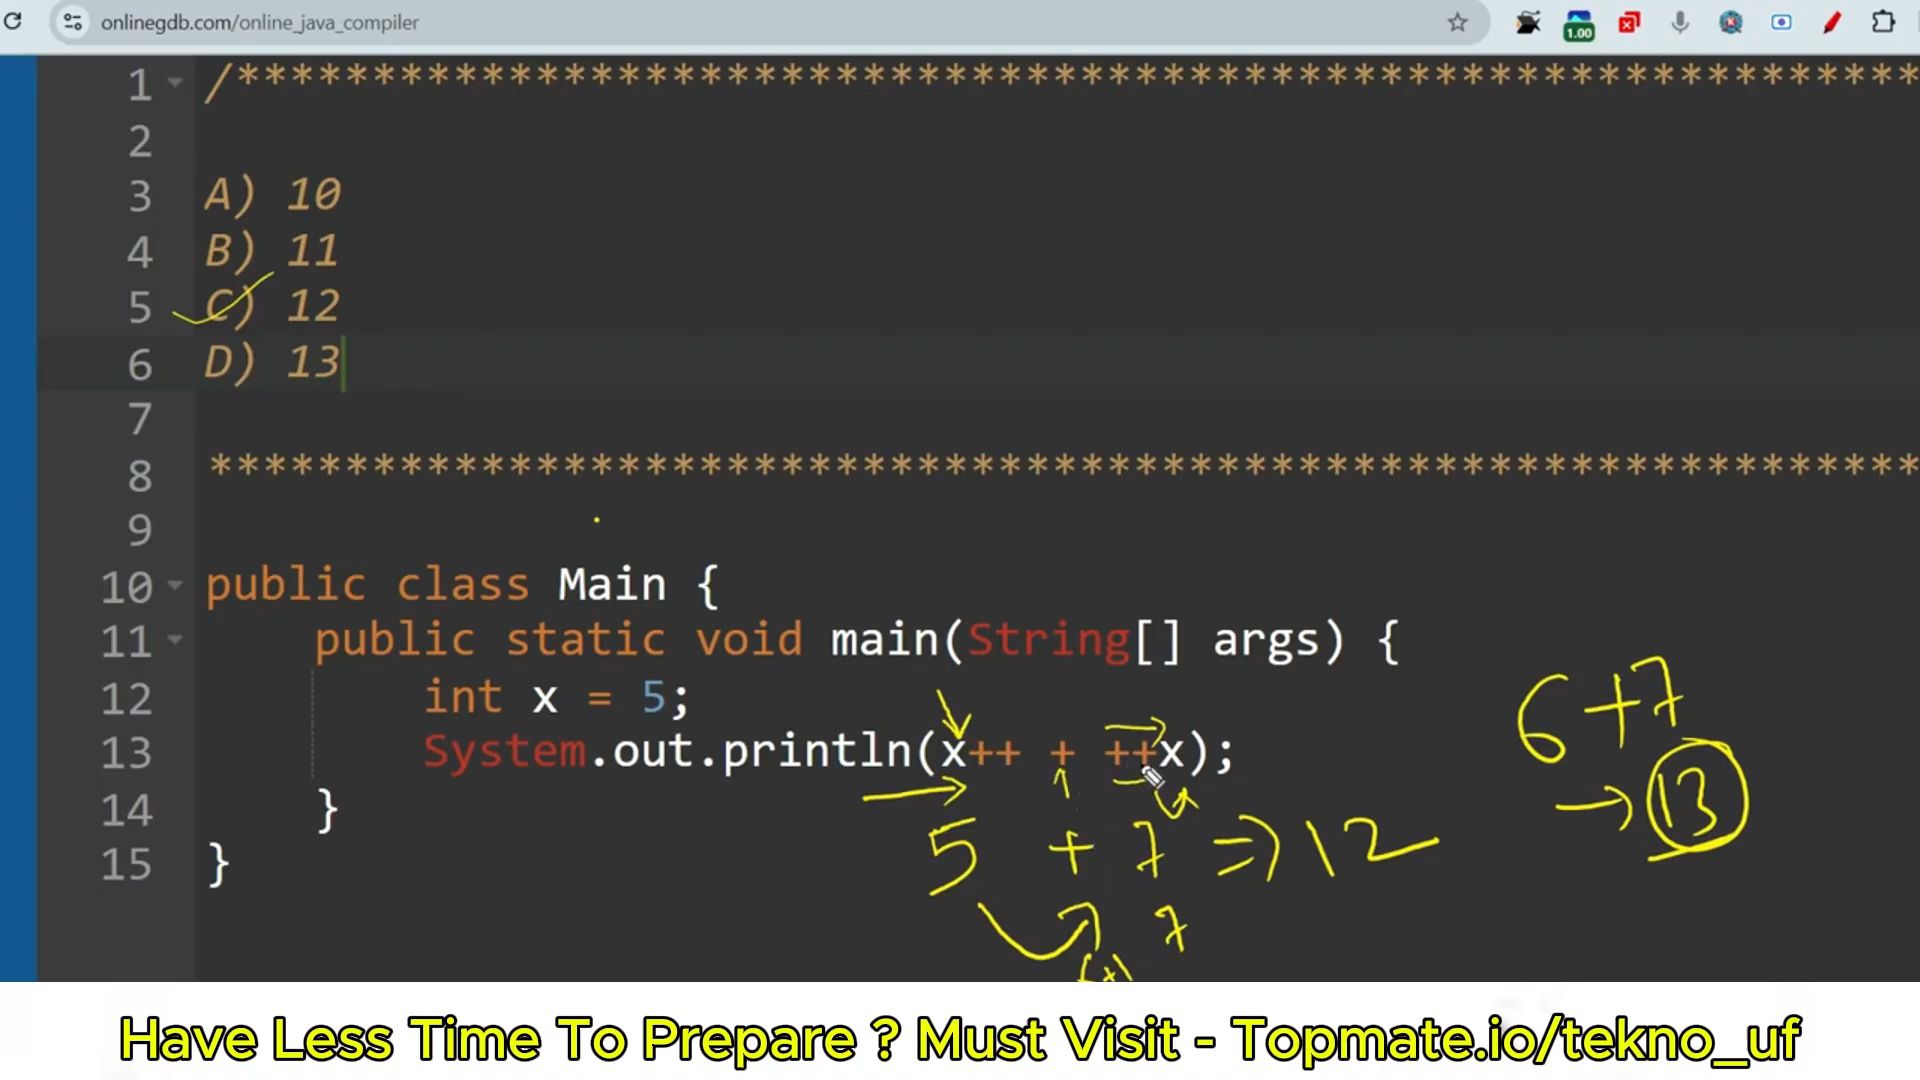 onlinegdb.com/online_java_compiler
1.00
1 /**************************************************************
2
3 A) 10
4 B) 11
5 C) 12
6 D) 13
7
8 ***************************************************************
9
10 public class Main {
11 public static void main(String[] args) {
12 int x = 5;
13 System.out.println(x++ + ++x);
14 }
15 }
6+7
→ 13
5 + 7 => 12
7
Have Less Time To Prepare ? Must Visit - Topmate.io/tekno_uf